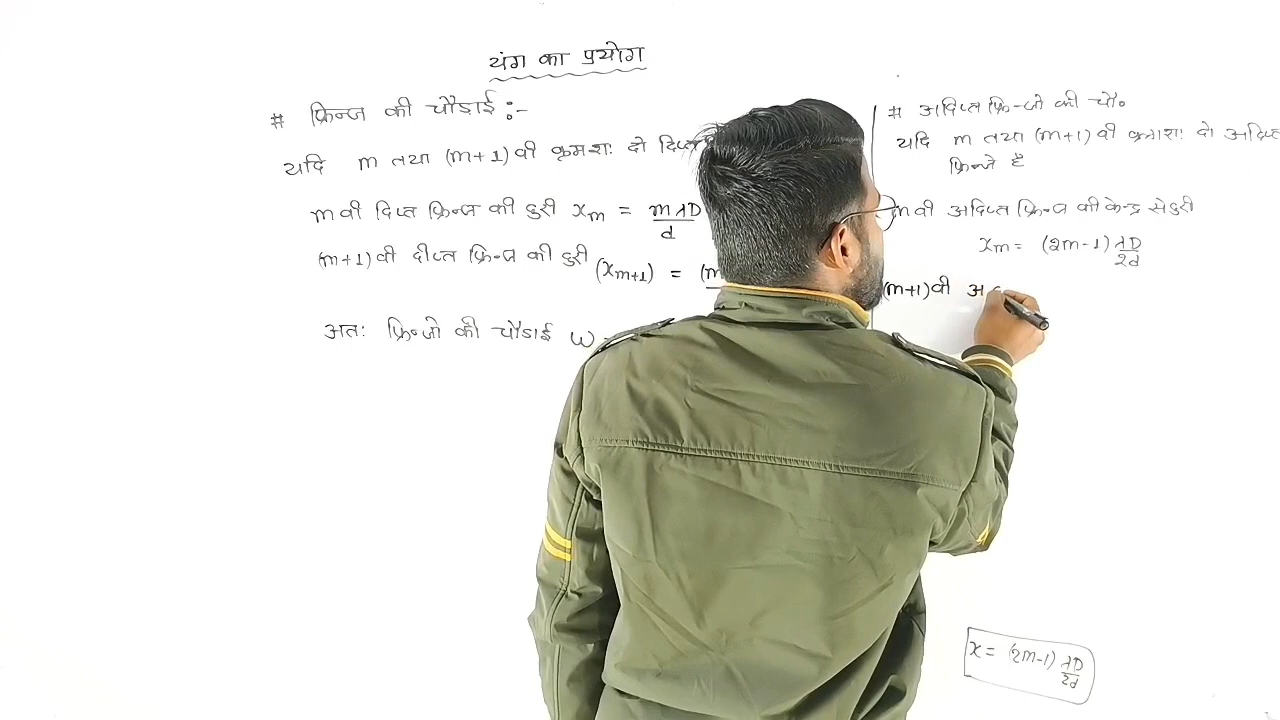 यंग का प्रयोग
# फ्रिन्ज की चौडाई :-
यदि m तथा (m+1) वी क्रमशः दो दिप्त
m वी दिप्त फ्रिन्ज की दुरी xm = mλD/d
(m+1) वी दीप्त फ्रिन्ज की दुरी (xm+1) = (m
अतः फ्रिन्जो की चौडाई ω
# अदिप्त फ्रिन्जो की चौ०
यदि m तथा (m+1) वी क्रमशः दो अदिप्त
फ्रिन्जे है
m वी अदिप्त फ्रिन्ज की केन्द्र से दुरी
xm = (2m-1) λD/2d
(m+1) वी अ
x = (2m-1) λD/2d